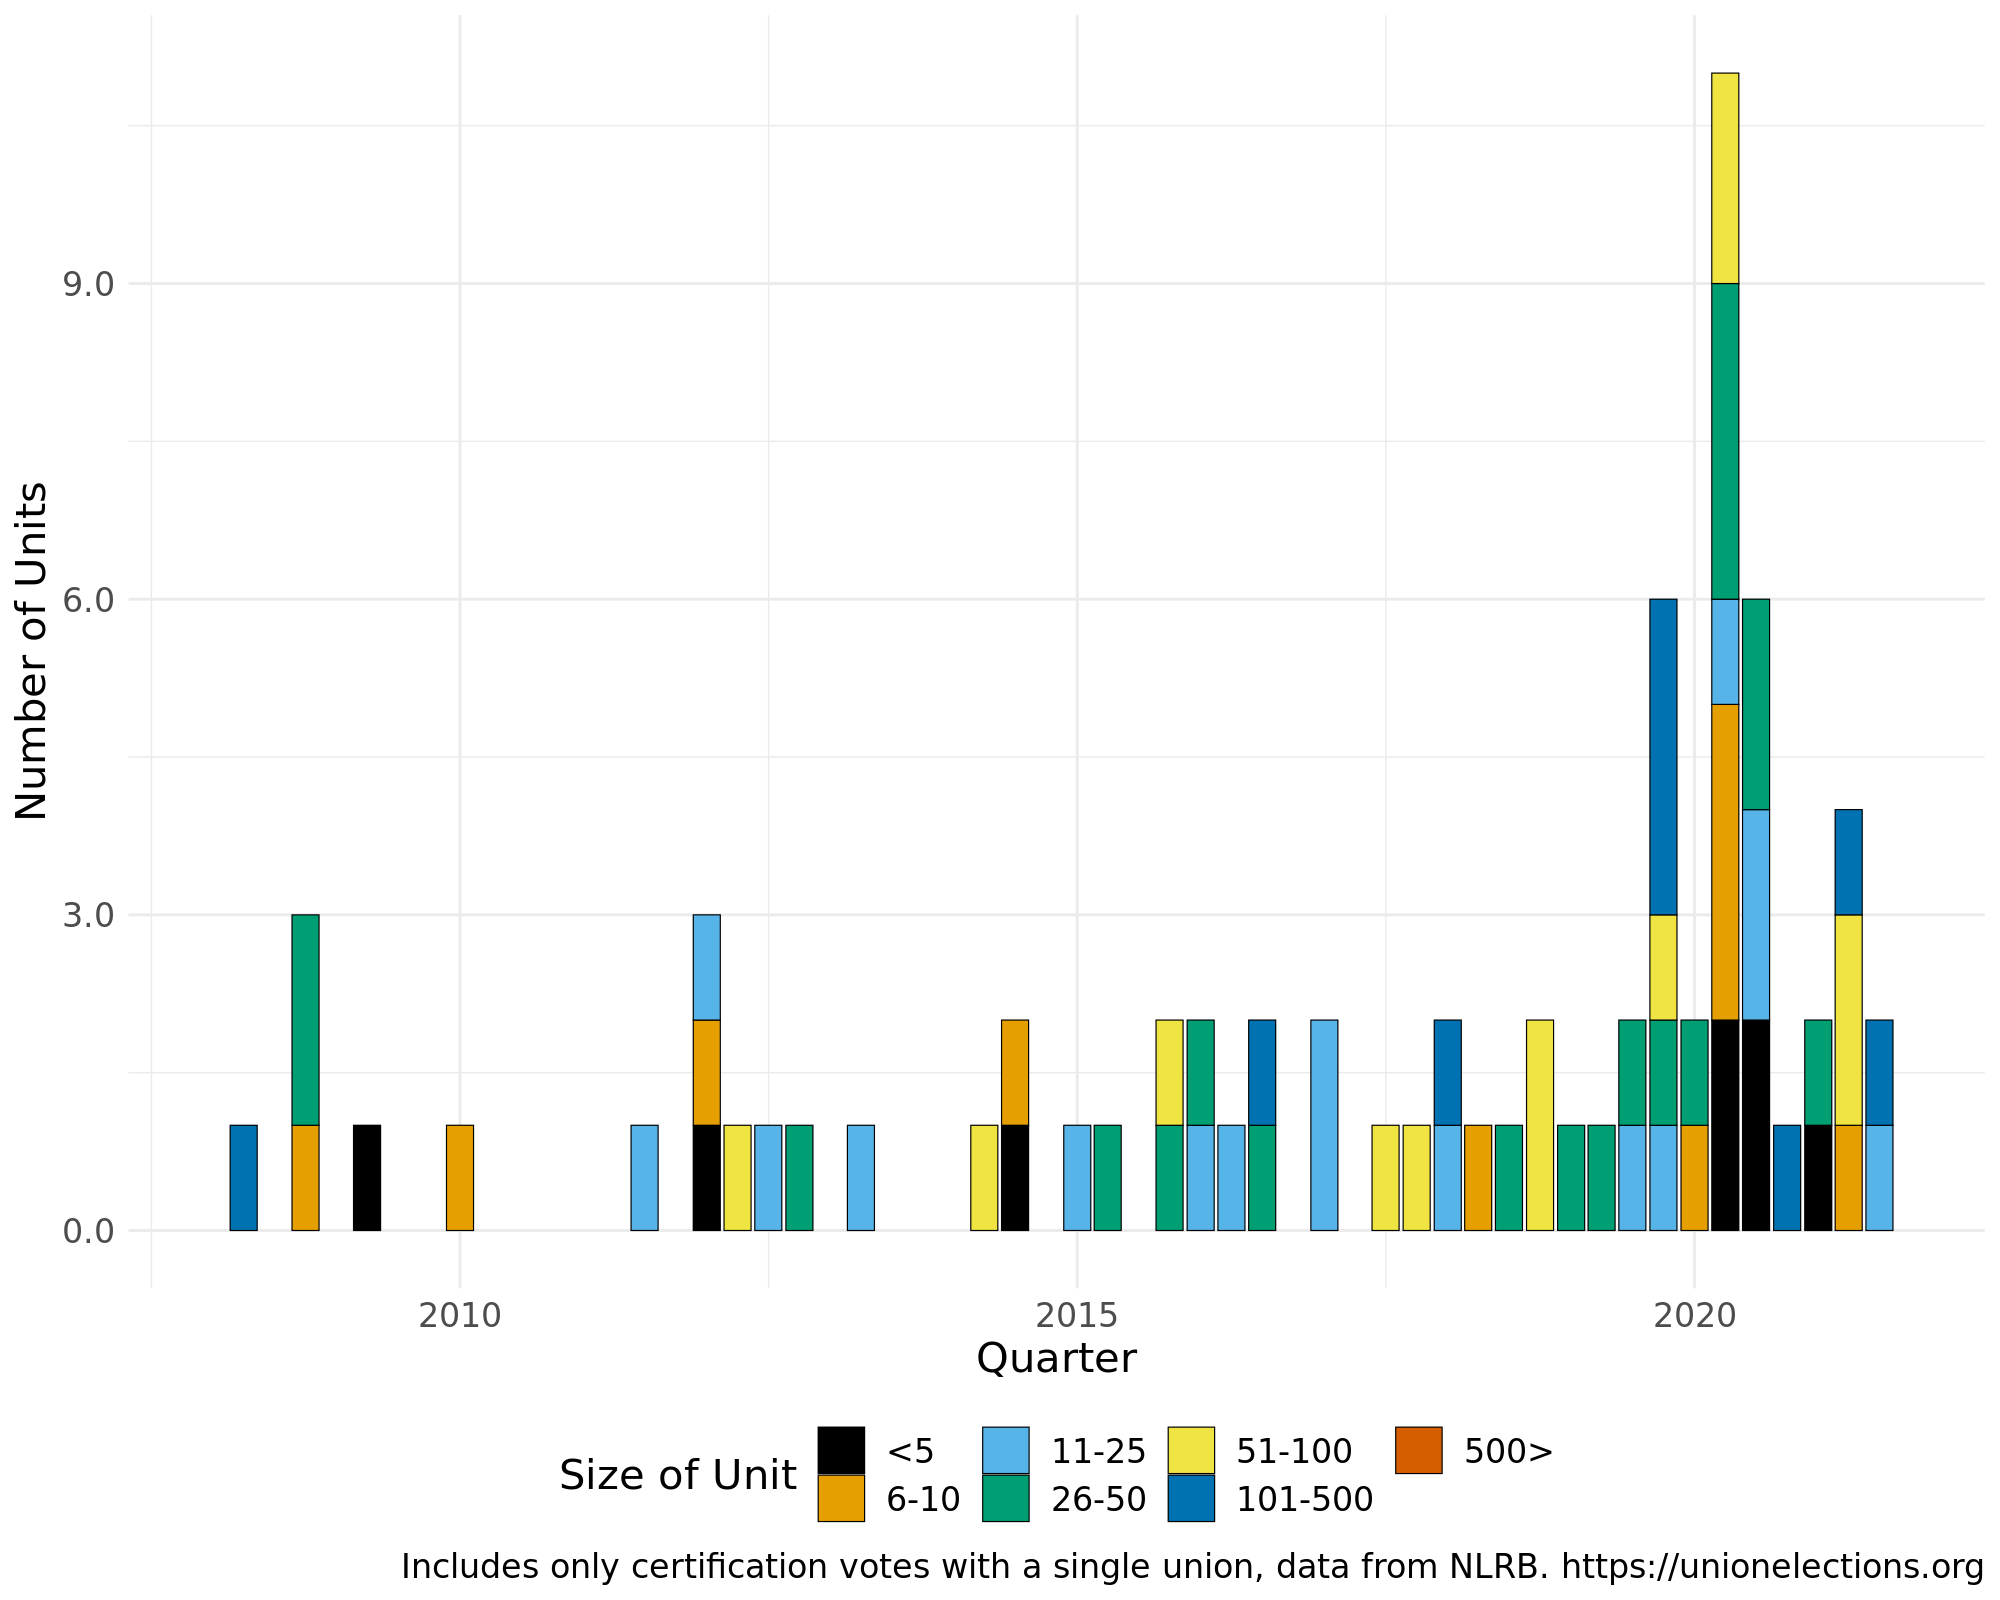 Number of Units
9.0
6.0
3.0
0.0
2010 2015 2020
Quarter
Size of Unit
<5 11-25 51-100 500>
6-10 26-50 101-500
Includes only certification votes with a single union, data from NLRB. https://unionelections.org